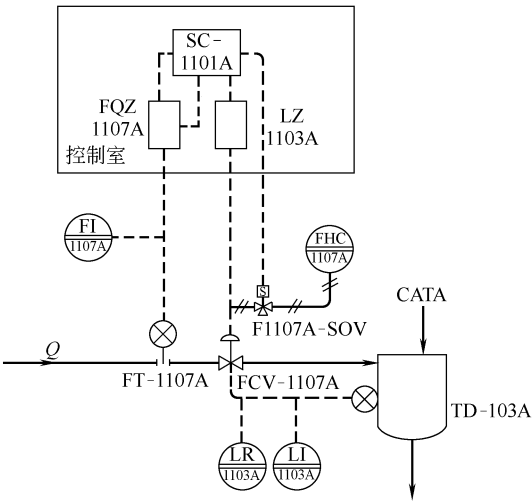 SC-
1101A
FQZ
1107A
LZ
1103A
控制室
FI
1107A
FHC
1107A
S
F1107A-SOV
CATA
Q
FT-1107A
FCV-1107A
TD-103A
LR
1103A
LI
1103A